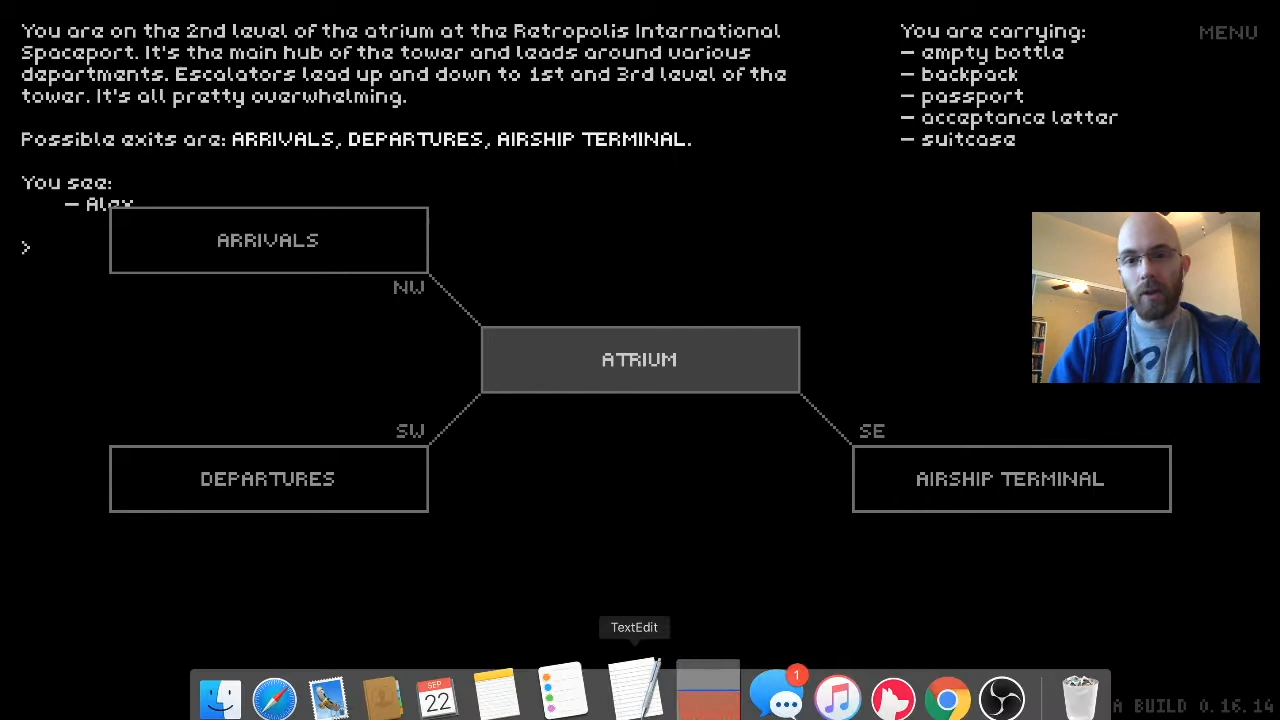 You are on the 2nd level of the atrium at the Retropolis International
Spaceport. It's the main hub of the tower and leads around various
departments. Escalators lead up and down to 1st and 3rd level of the
tower. It's all pretty overwhelming.
Possible exits are: ARRIVALS, DEPARTURES, AIRSHIP TERMINAL.
You see:
– Alex
>
You are carrying:
– empty bottle
– backpack
– passport
– acceptance letter
– suitcase
MENU
ARRIVALS
NW
ATRIUM
SW
SE
DEPARTURES
AIRSHIP TERMINAL
TextEdit
SEP
22
1
A BUILD 0.16.14